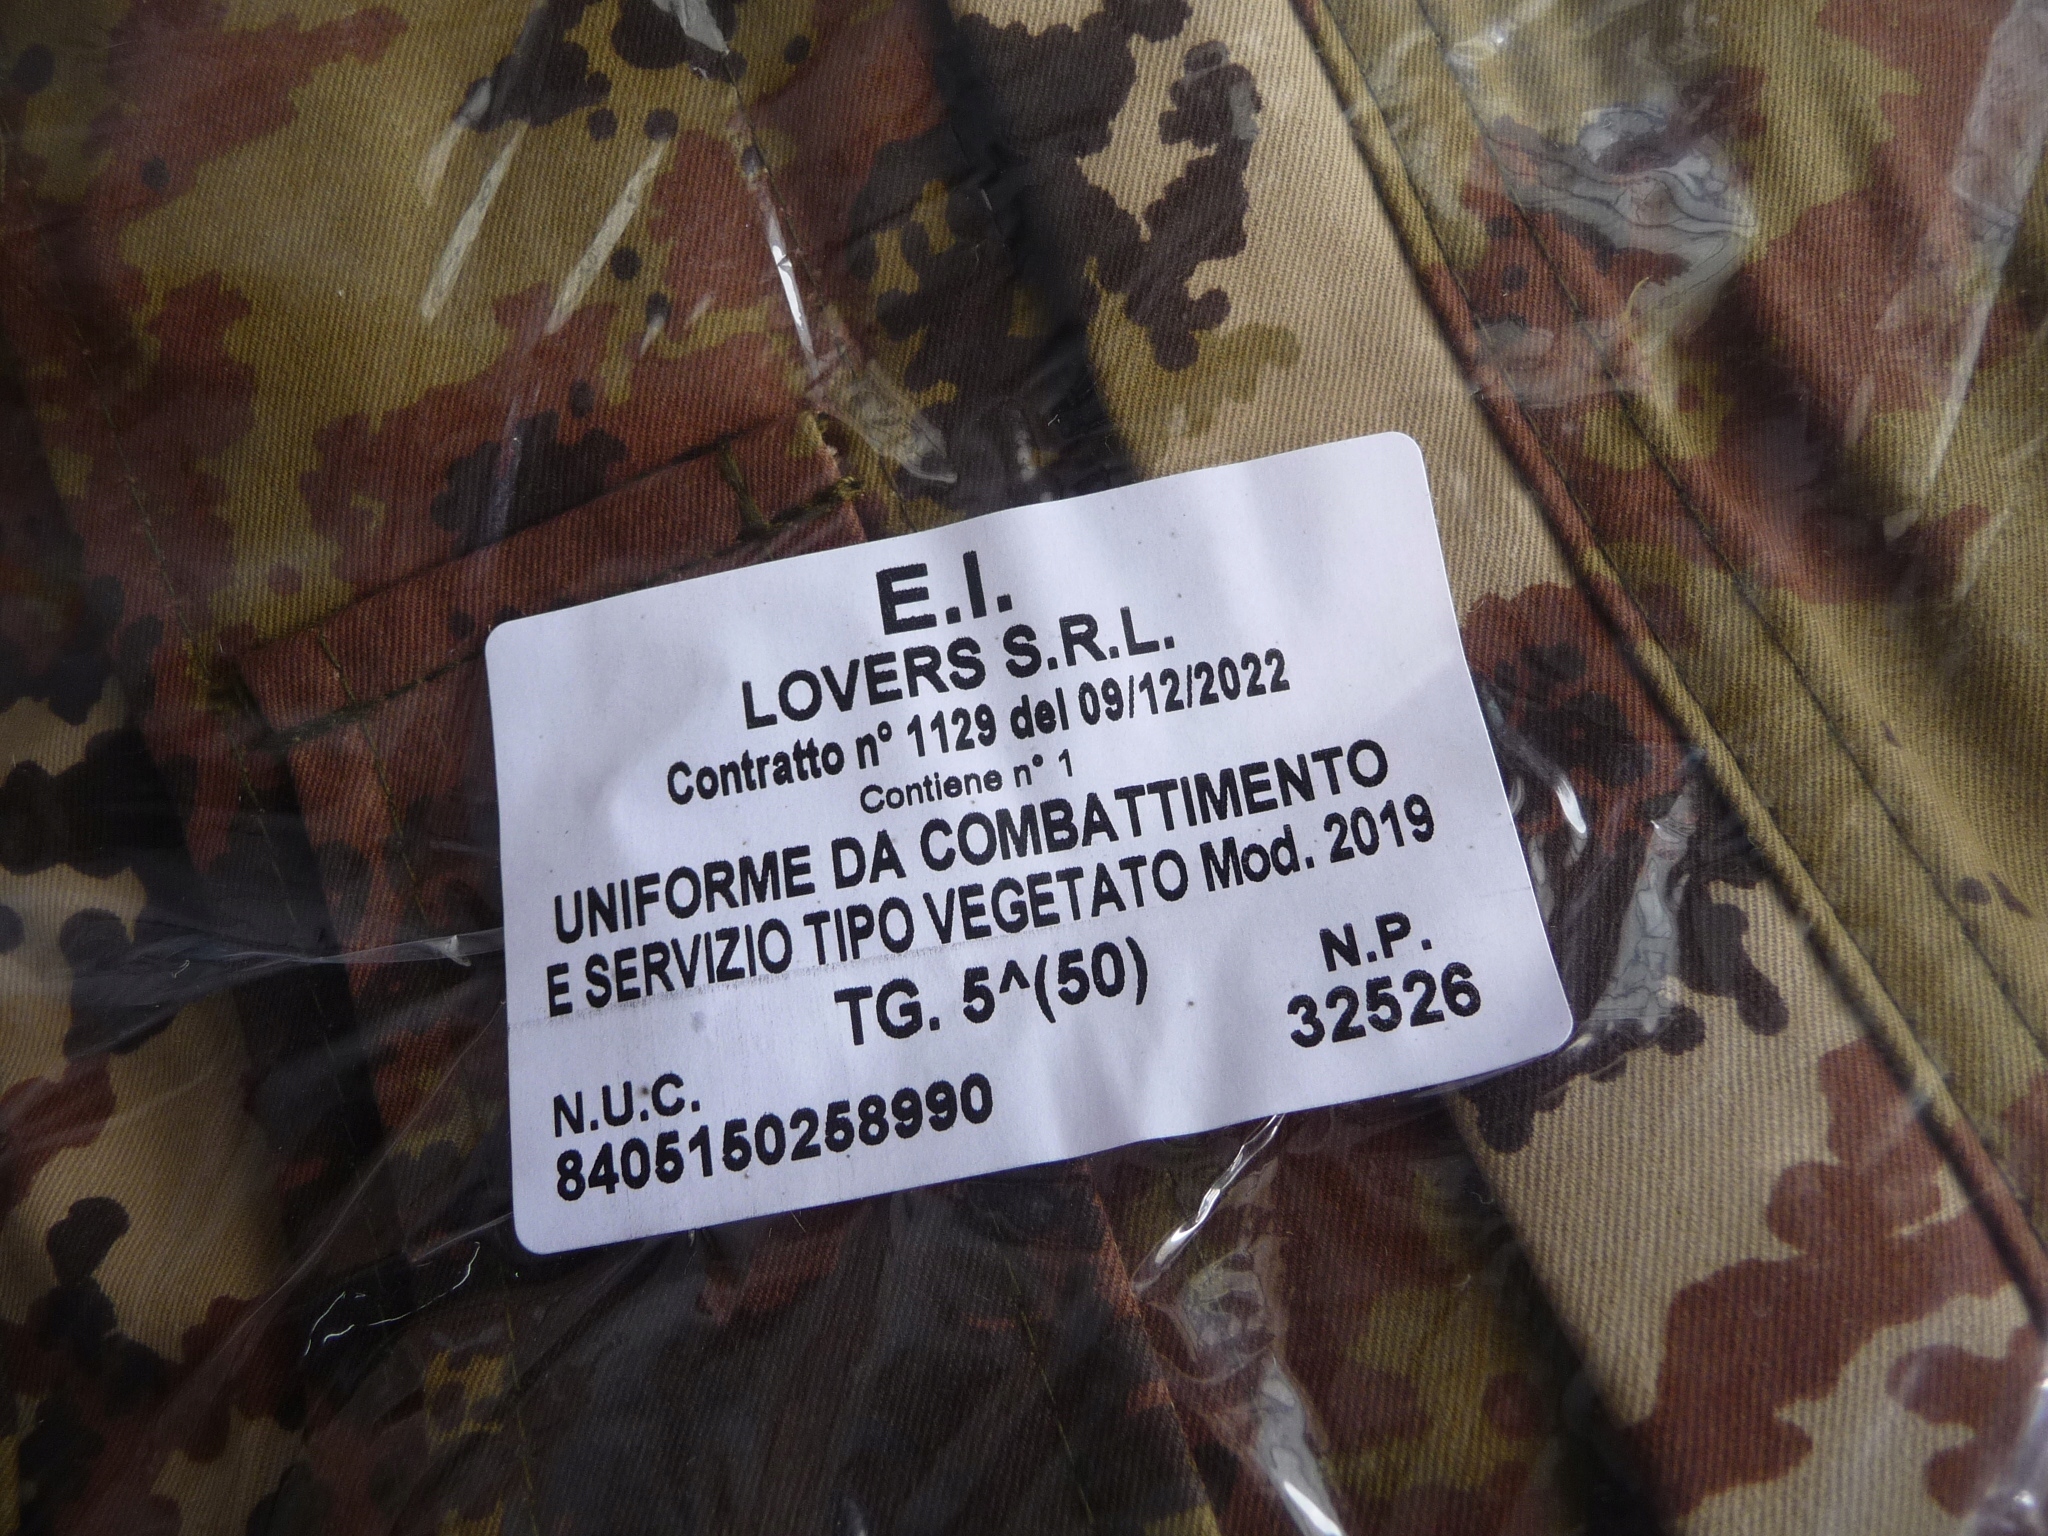 E.I.
LOVERS S.R.L.
Contratto n° 1129 del 09/12/2022
Contiene n° 1
UNIFORME DA COMBATTIMENTO
E SERVIZIO TIPO VEGETATO Mod. 2019
TG. 5^(50)
N.P.
32526
N.U.C.
8405150258990